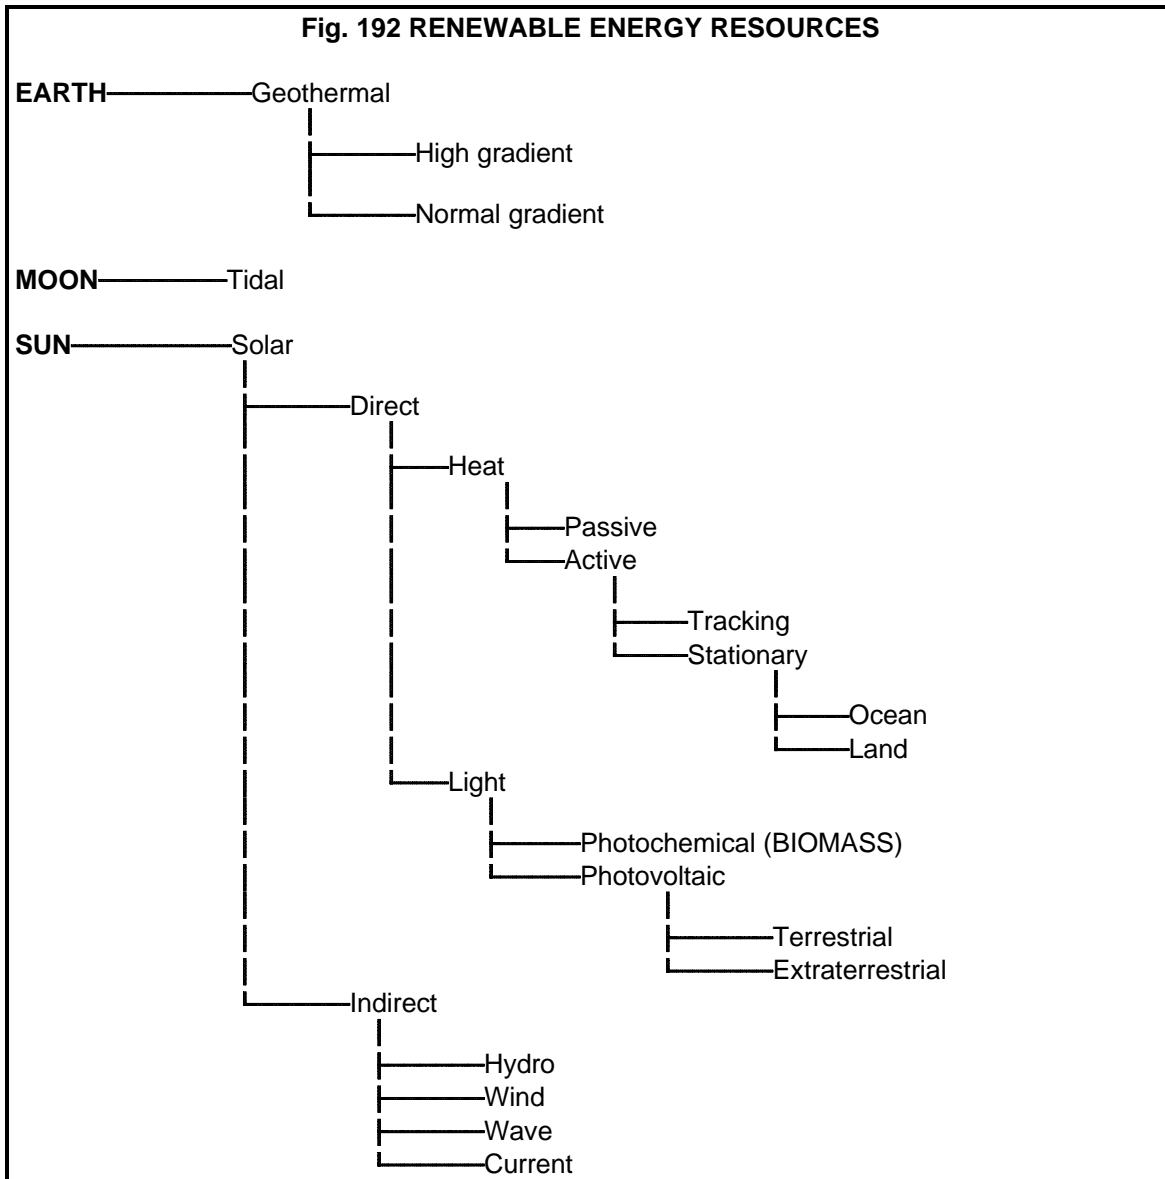 Fig. 192 RENEWABLE ENERGY RESOURCES
EARTH Geothermal
High gradient
Normal gradient
MOON Tidal
SUN Solar
Direct
Heat
Passive
Active
Tracking
Stationary
Ocean
Land
Light
Photochemical (BIOMASS)
Photovoltaic
Terrestrial
Extraterrestrial
Indirect
Hydro
Wind
Wave
Current